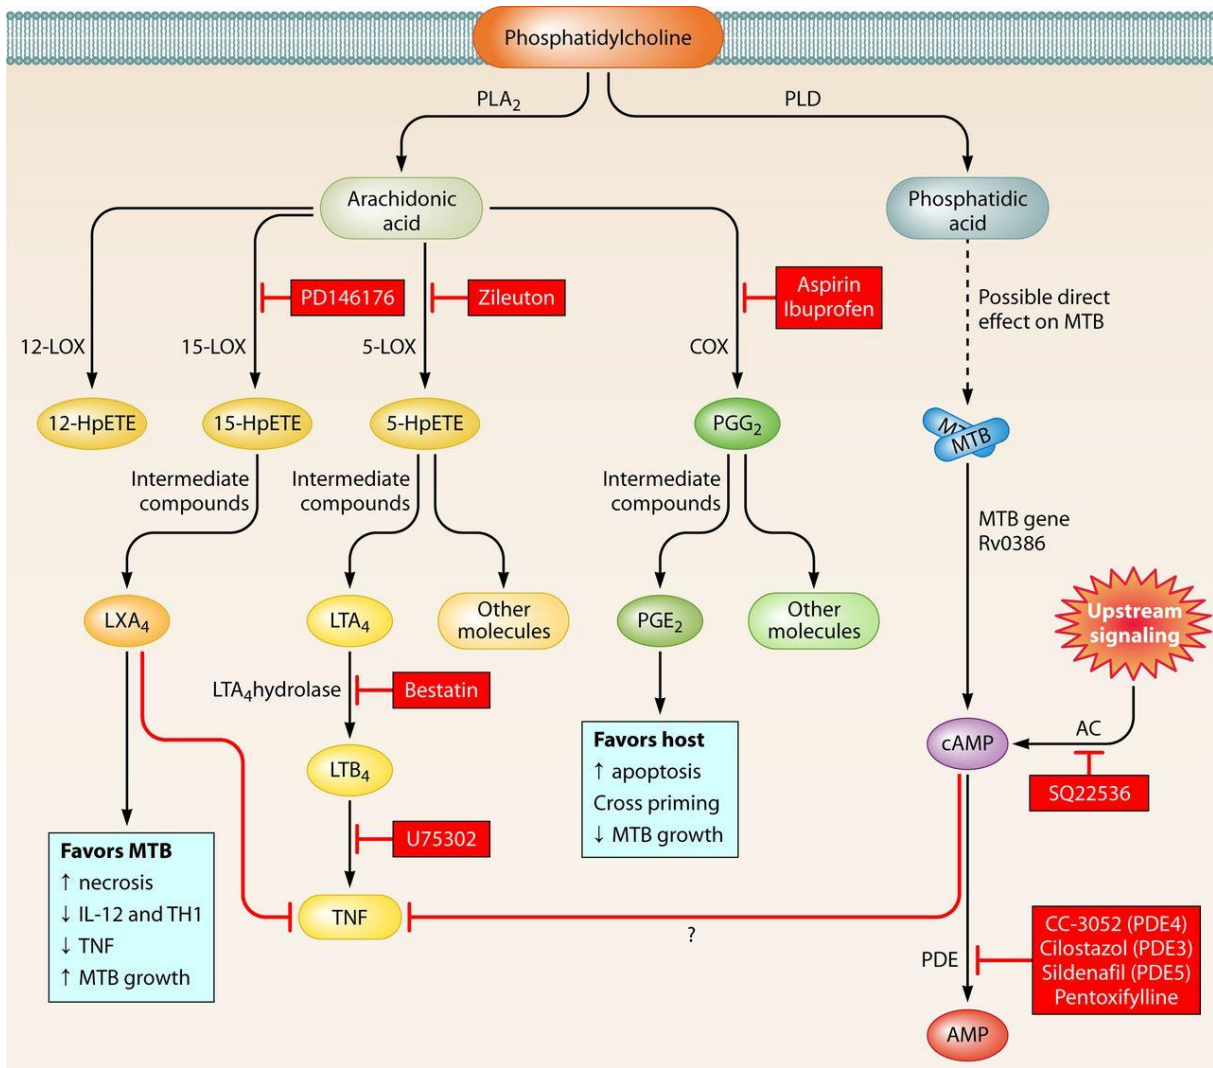 Phosphatidylcholine
PLA2
PLD
Arachidonic
acid
Phosphatidic
acid
PD146176
Zileuton
Aspirin
Ibuprofen
Possible direct
effect on MTB
12-LOX
15-LOX
5-LOX
COX
12-HpETE
15-HpETE
5-HpETE
PGG2
MTB
Intermediate
compounds
Intermediate
compounds
Intermediate
compounds
MTB gene
Rv0386
LXA4
LTA4
Other
molecules
PGE2
Other
molecules
Upstream
signaling
LTA4hydrolase
Bestatin
Favors host
↑ apoptosis
Cross priming
↓ MTB growth
cAMP
AC
SQ22536
LTB4
U75302
Favors MTB
↑ necrosis
↓ IL-12 and TH1
↓ TNF
↑ MTB growth
TNF
?
PDE
CC-3052 (PDE4)
Cilostazol (PDE3)
Sildenafil (PDE5)
Pentoxifylline
AMP